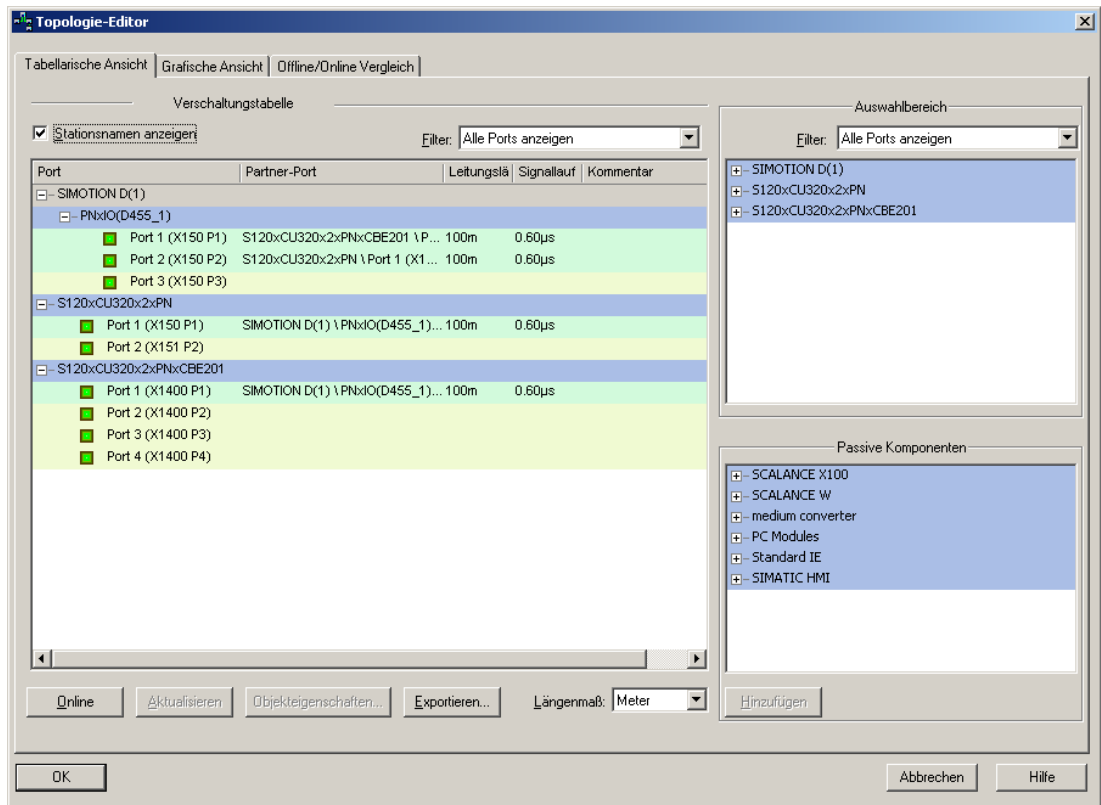 Topologie-Editor
Tabellarische Ansicht Grafische Ansicht Offline/Online Vergleich
Verschaltungstabelle
Stationsnamen anzeigen Filter: Alle Ports anzeigen
Port Partner-Port Leitungslä Signallauf Kommentar
SIMOTION D(1)
PNxIO(D455_1)
Port 1 (X150 P1) S120xCU320x2xPNxCBE201 \ P... 100m 0.60µs
Port 2 (X150 P2) S120xCU320x2xPN \ Port 1 (X1... 100m 0.60µs
Port 3 (X150 P3)
S120xCU320x2xPN
Port 1 (X150 P1) SIMOTION D(1) \ PNxIO(D455_1)... 100m 0.60µs
Port 2 (X151 P2)
S120xCU320x2xPNxCBE201
Port 1 (X1400 P1) SIMOTION D(1) \ PNxIO(D455_1)... 100m 0.60µs
Port 2 (X1400 P2)
Port 3 (X1400 P3)
Port 4 (X1400 P4)
Online Aktualisieren Objekteigenschaften... Exportieren... Längenmaß: Meter
Auswahlbereich
Filter: Alle Ports anzeigen
SIMOTION D(1)
S120xCU320x2xPN
S120xCU320x2xPNxCBE201
Passive Komponenten
SCALANCE X100
SCALANCE W
medium converter
PC Modules
Standard IE
SIMATIC HMI
Hinzufügen
OK Abbrechen Hilfe